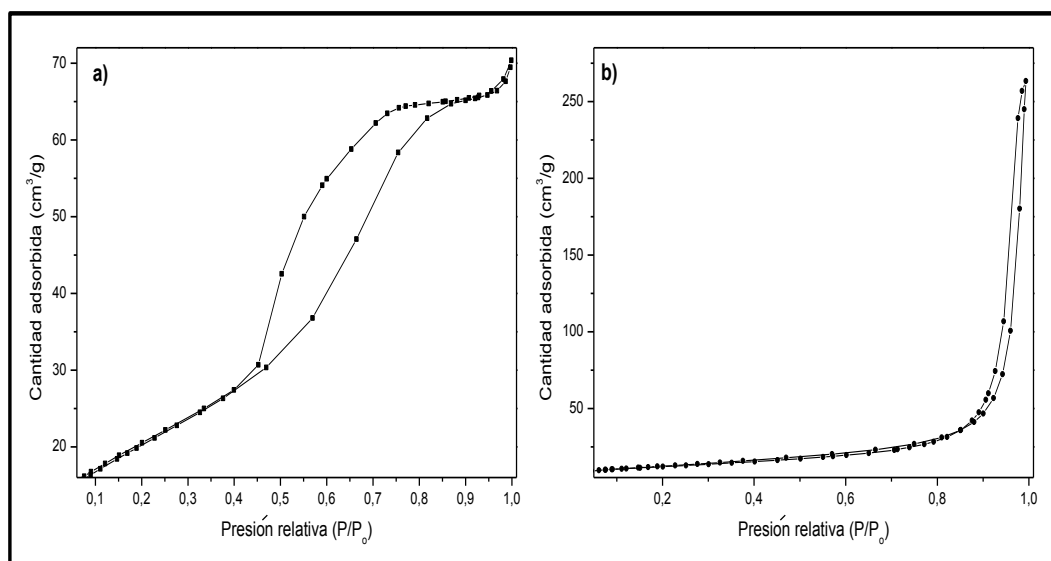 a)
Cantidad adsorbida (cm³/g)
70
60
50
40
30
20
0,1 0,2 0,3 0,4 0,5 0,6 0,7 0,8 0,9 1,0
Presión relativa (P/P₀)
b)
Cantidad adsorbida (cm³/g)
250
200
150
100
50
0,2 0,4 0,6 0,8 1,0
Presión relativa (P/P₀)